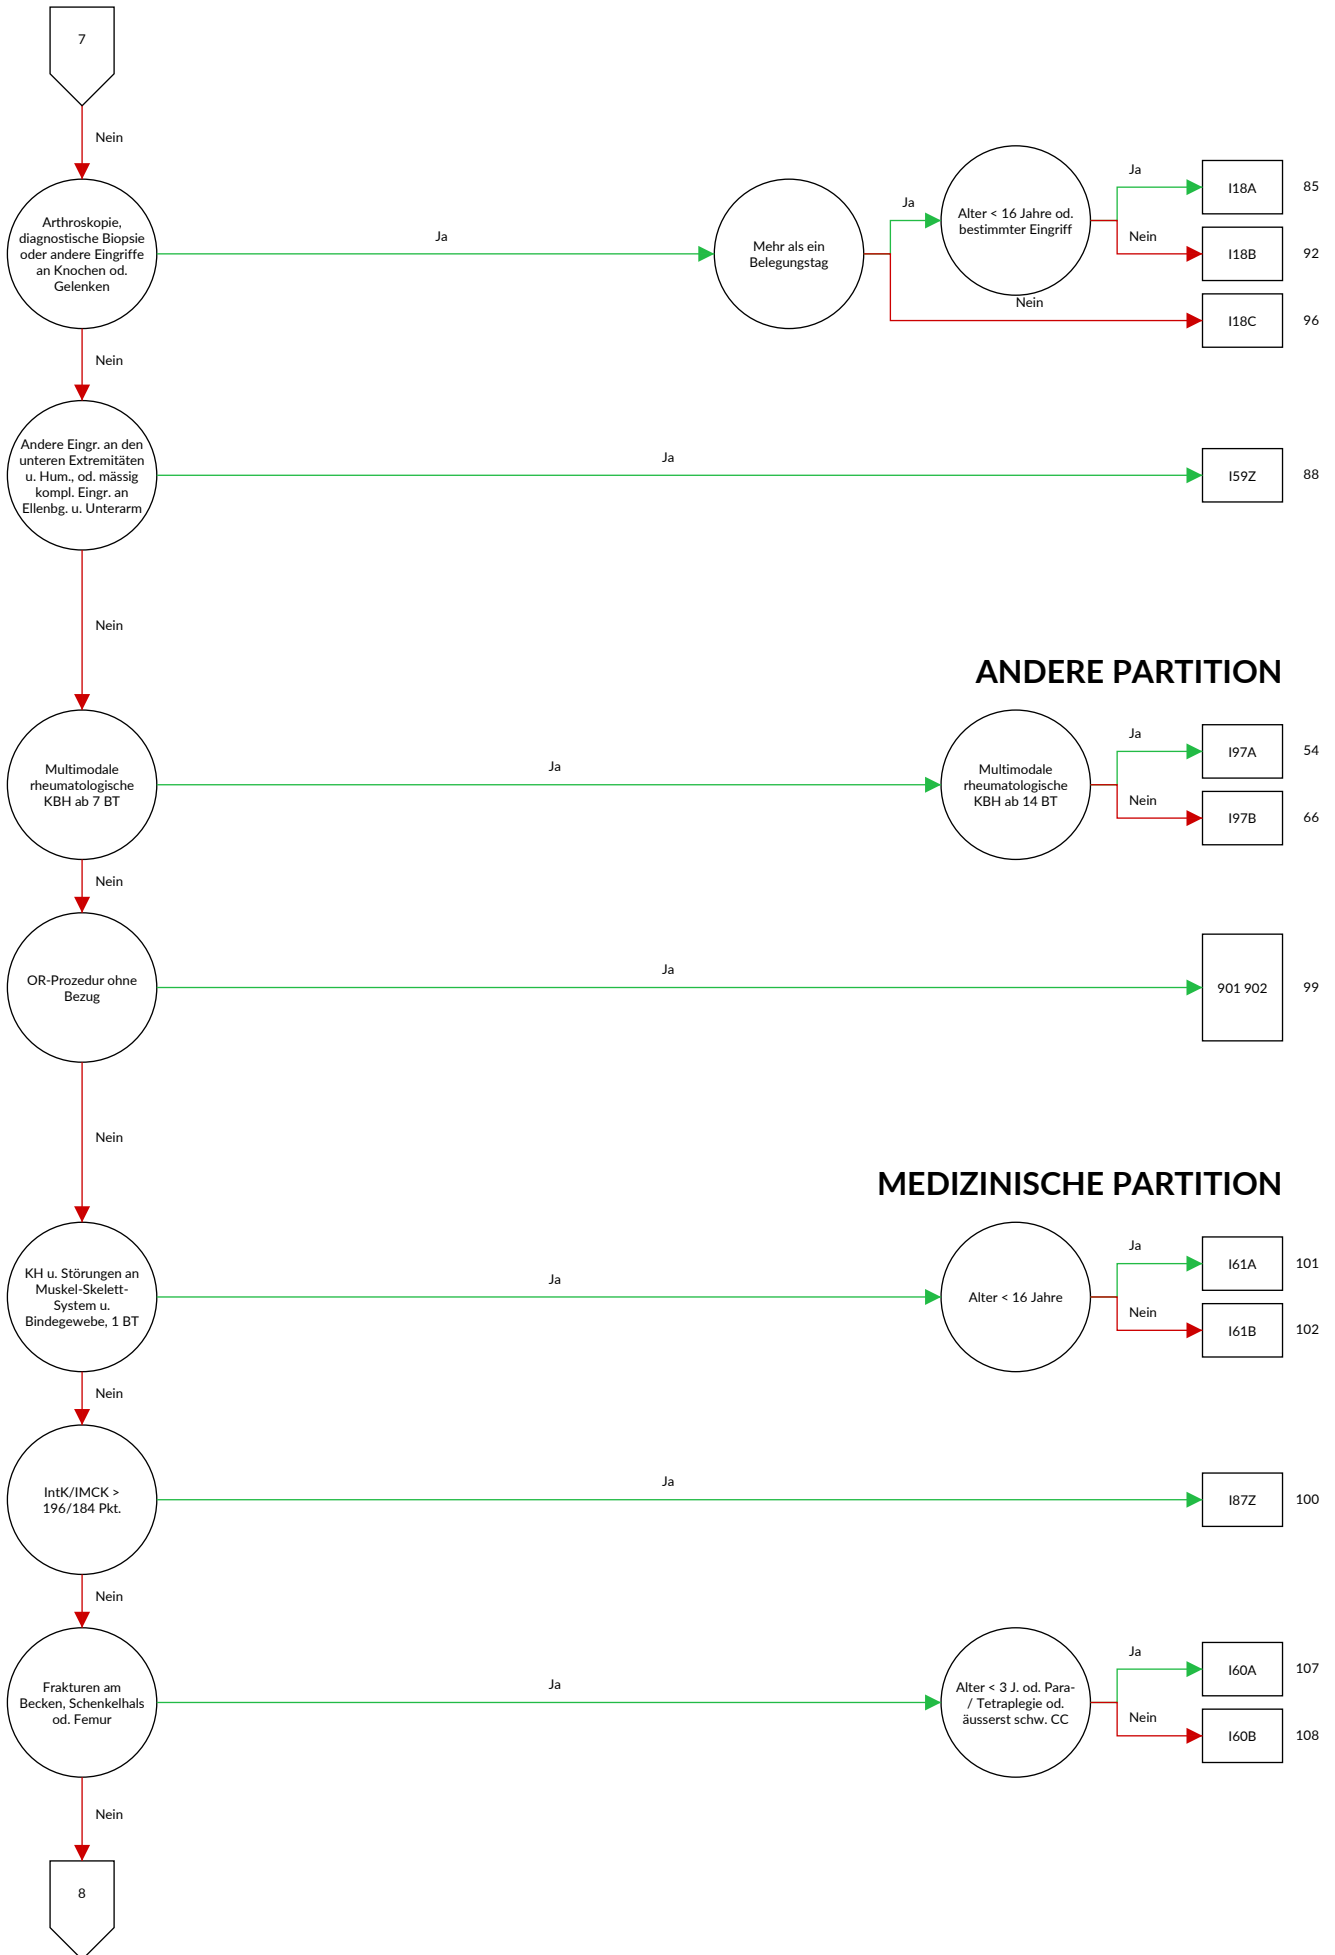 7
Nein
Arthroskopie,
diagnostische Biopsie
oder andere Eingriffe
an Knochen od.
Gelenken
Ja
Mehr als ein
Belegungstag
Ja
Alter < 16 Jahre od.
bestimmter Eingriff
Ja
I18A
85
Nein
I18B
92
Nein
I18C
96
Nein
Andere Eingr. an den
unteren Extremitäten
u. Hum., od. mässig
kompl. Eingr. an
Ellenbg. u. Unterarm
Ja
I59Z
88
Nein
ANDERE PARTITION
Multimodale
rheumatologische
KBH ab 7 BT
Ja
Multimodale
rheumatologische
KBH ab 14 BT
Ja
I97A
54
Nein
I97B
66
Nein
OR-Prozedur ohne
Bezug
Ja
901 902
99
Nein
MEDIZINISCHE PARTITION
KH u. Störungen an
Muskel-Skelett-
System u.
Bindegewebe, 1 BT
Ja
Alter < 16 Jahre
Ja
I61A
101
Nein
I61B
102
Nein
IntK/IMCK >
196/184 Pkt.
Ja
I87Z
100
Nein
Frakturen am
Becken, Schenkelhals
od. Femur
Ja
Alter < 3 J. od. Para-
/ Tetraplegie od.
äusserst schw. CC
Ja
I60A
107
Nein
I60B
108
Nein
8